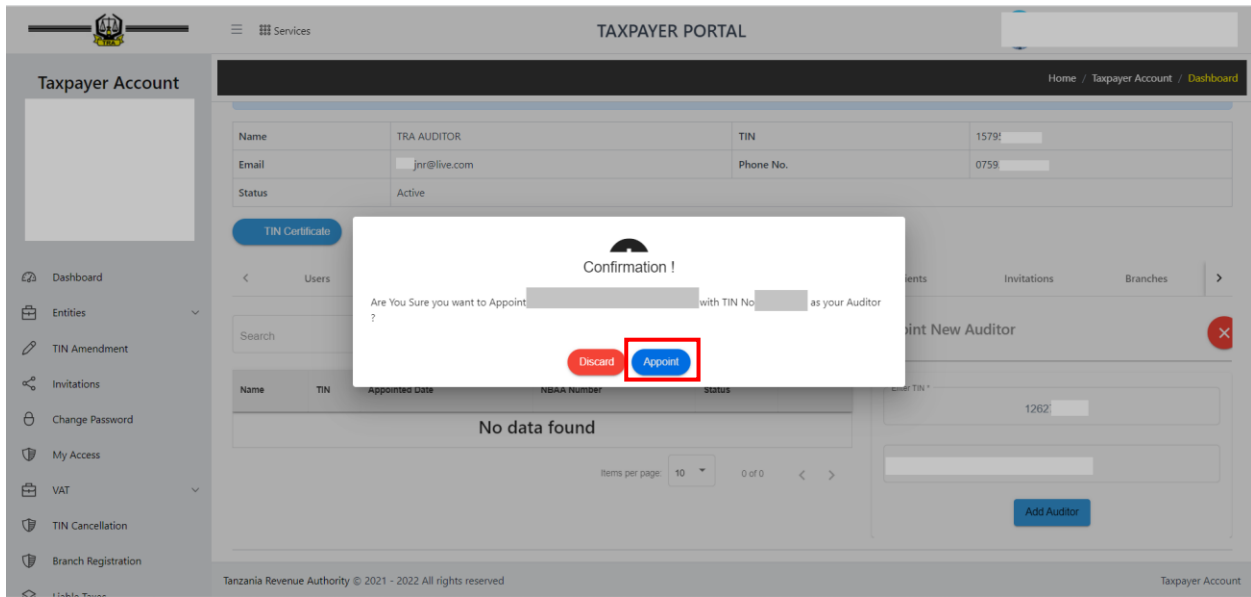 TRA
Services
TAXPAYER PORTAL
Taxpayer Account
Home / Taxpayer Account / Dashboard
Name TRA AUDITOR TIN 1579
Email jnr@live.com Phone No. 0759
Status Active
TIN Certificate
Users Invitations Branches
Confirmation !
Are You Sure you want to Appoint with TIN No as your Auditor
?
Discard Appoint
Search
int New Auditor
Name TIN Appointed Date NBAA Number Status
No data found
Items per page: 10 0 of 0
Enter TIN *
1262
Add Auditor
Dashboard
Entities
TIN Amendment
Invitations
Change Password
My Access
VAT
TIN Cancellation
Branch Registration
Liable Taxes
Tanzania Revenue Authority © 2021 - 2022 All rights reserved
Taxpayer Account